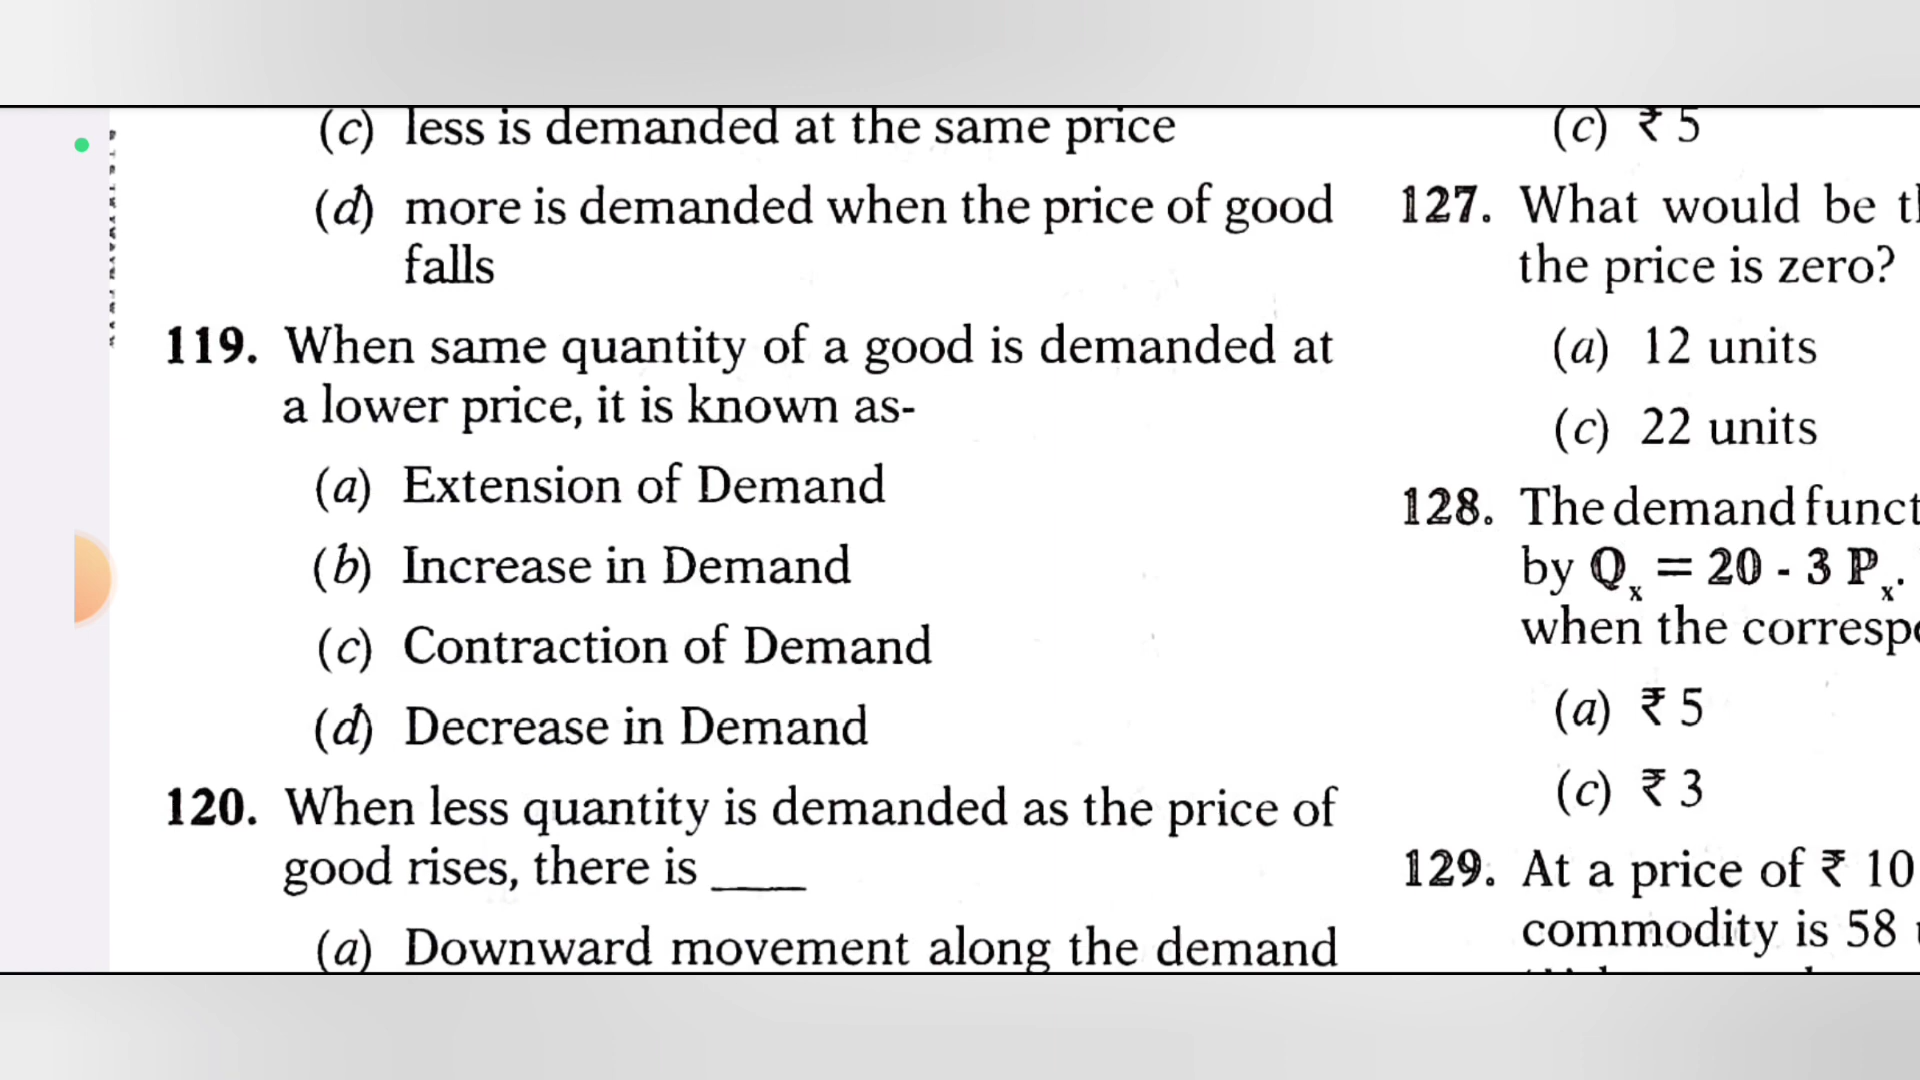 (c) less is demanded at the same price
(d) more is demanded when the price of good
falls
119. When same quantity of a good is demanded at
a lower price, it is known as-
(a) Extension of Demand
(b) Increase in Demand
(c) Contraction of Demand
(d) Decrease in Demand
120. When less quantity is demanded as the price of
good rises, there is ____
(a) Downward movement along the demand
(c) ₹ 5
127. What would be
the price is zero?
(a) 12 units
(c) 22 units
128. The demand funct
by Qₓ = 20 - 3 Pₓ.
when the corresp
(a) ₹ 5
(c) ₹ 3
129. At a price of ₹ 10
commodity is 58